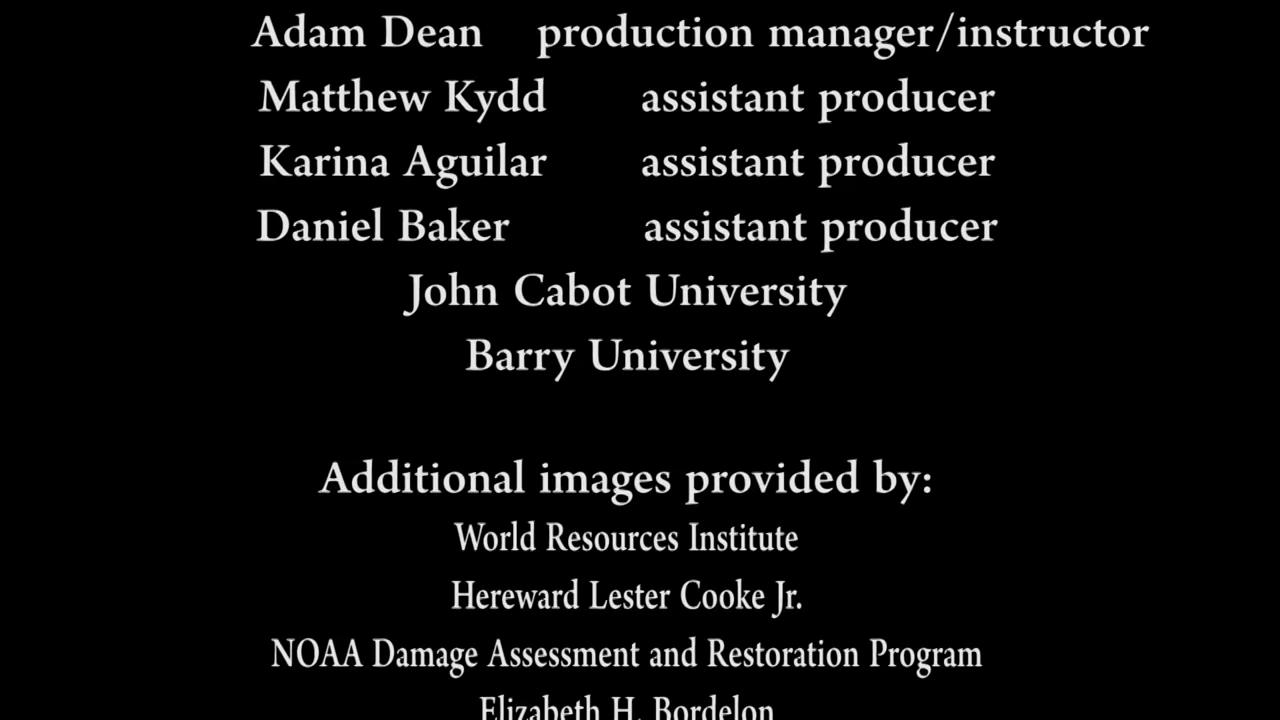 Adam Dean production manager/instructor
Matthew Kydd assistant producer
Karina Aguilar assistant producer
Daniel Baker assistant producer
John Cabot University
Barry University
Additional images provided by:
World Resources Institute
Hereward Lester Cooke Jr.
NOAA Damage Assessment and Restoration Program
Elizabeth H. Bordelon